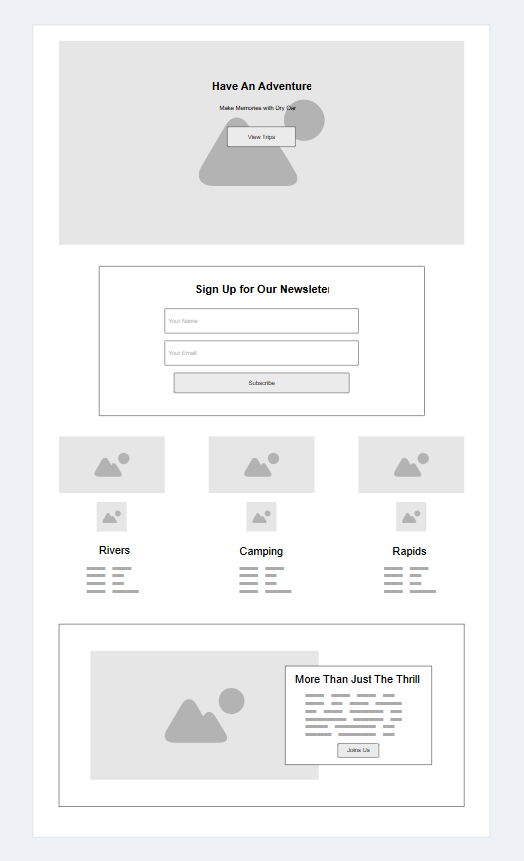 Have An Adventure
Make Memories with Dry Oar
View Trips
Sign Up for Our Newsleter
Your Name
Your Email
Subscribe
Rivers
Camping
Rapids
More Than Just The Thrill
Joins Us